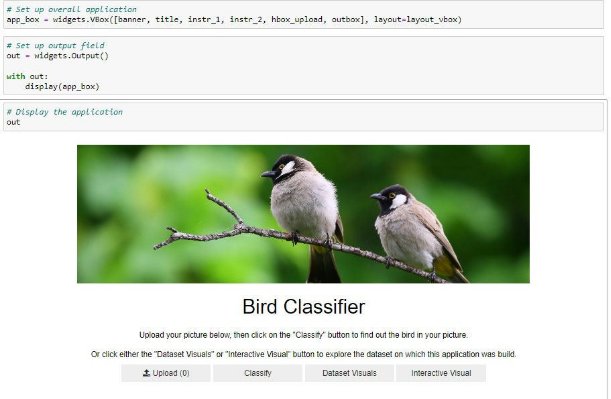 # Set up overall application
app_box = widgets.VBox([banner, title, instr_1, instr_2, hbox_upload, outbox], layout=layout_vbox)
# Set up output field
out = widgets.Output()
with out:
display(app_box)
# Display the application
out
Bird Classifier
Upload your picture below, then click on the "Classify" button to find out the bird in your picture.
Or click either the "Dataset Visuals" or "Interactive Visual" button to explore the dataset on which this application was build.
Upload (0) Classify Dataset Visuals Interactive Visual